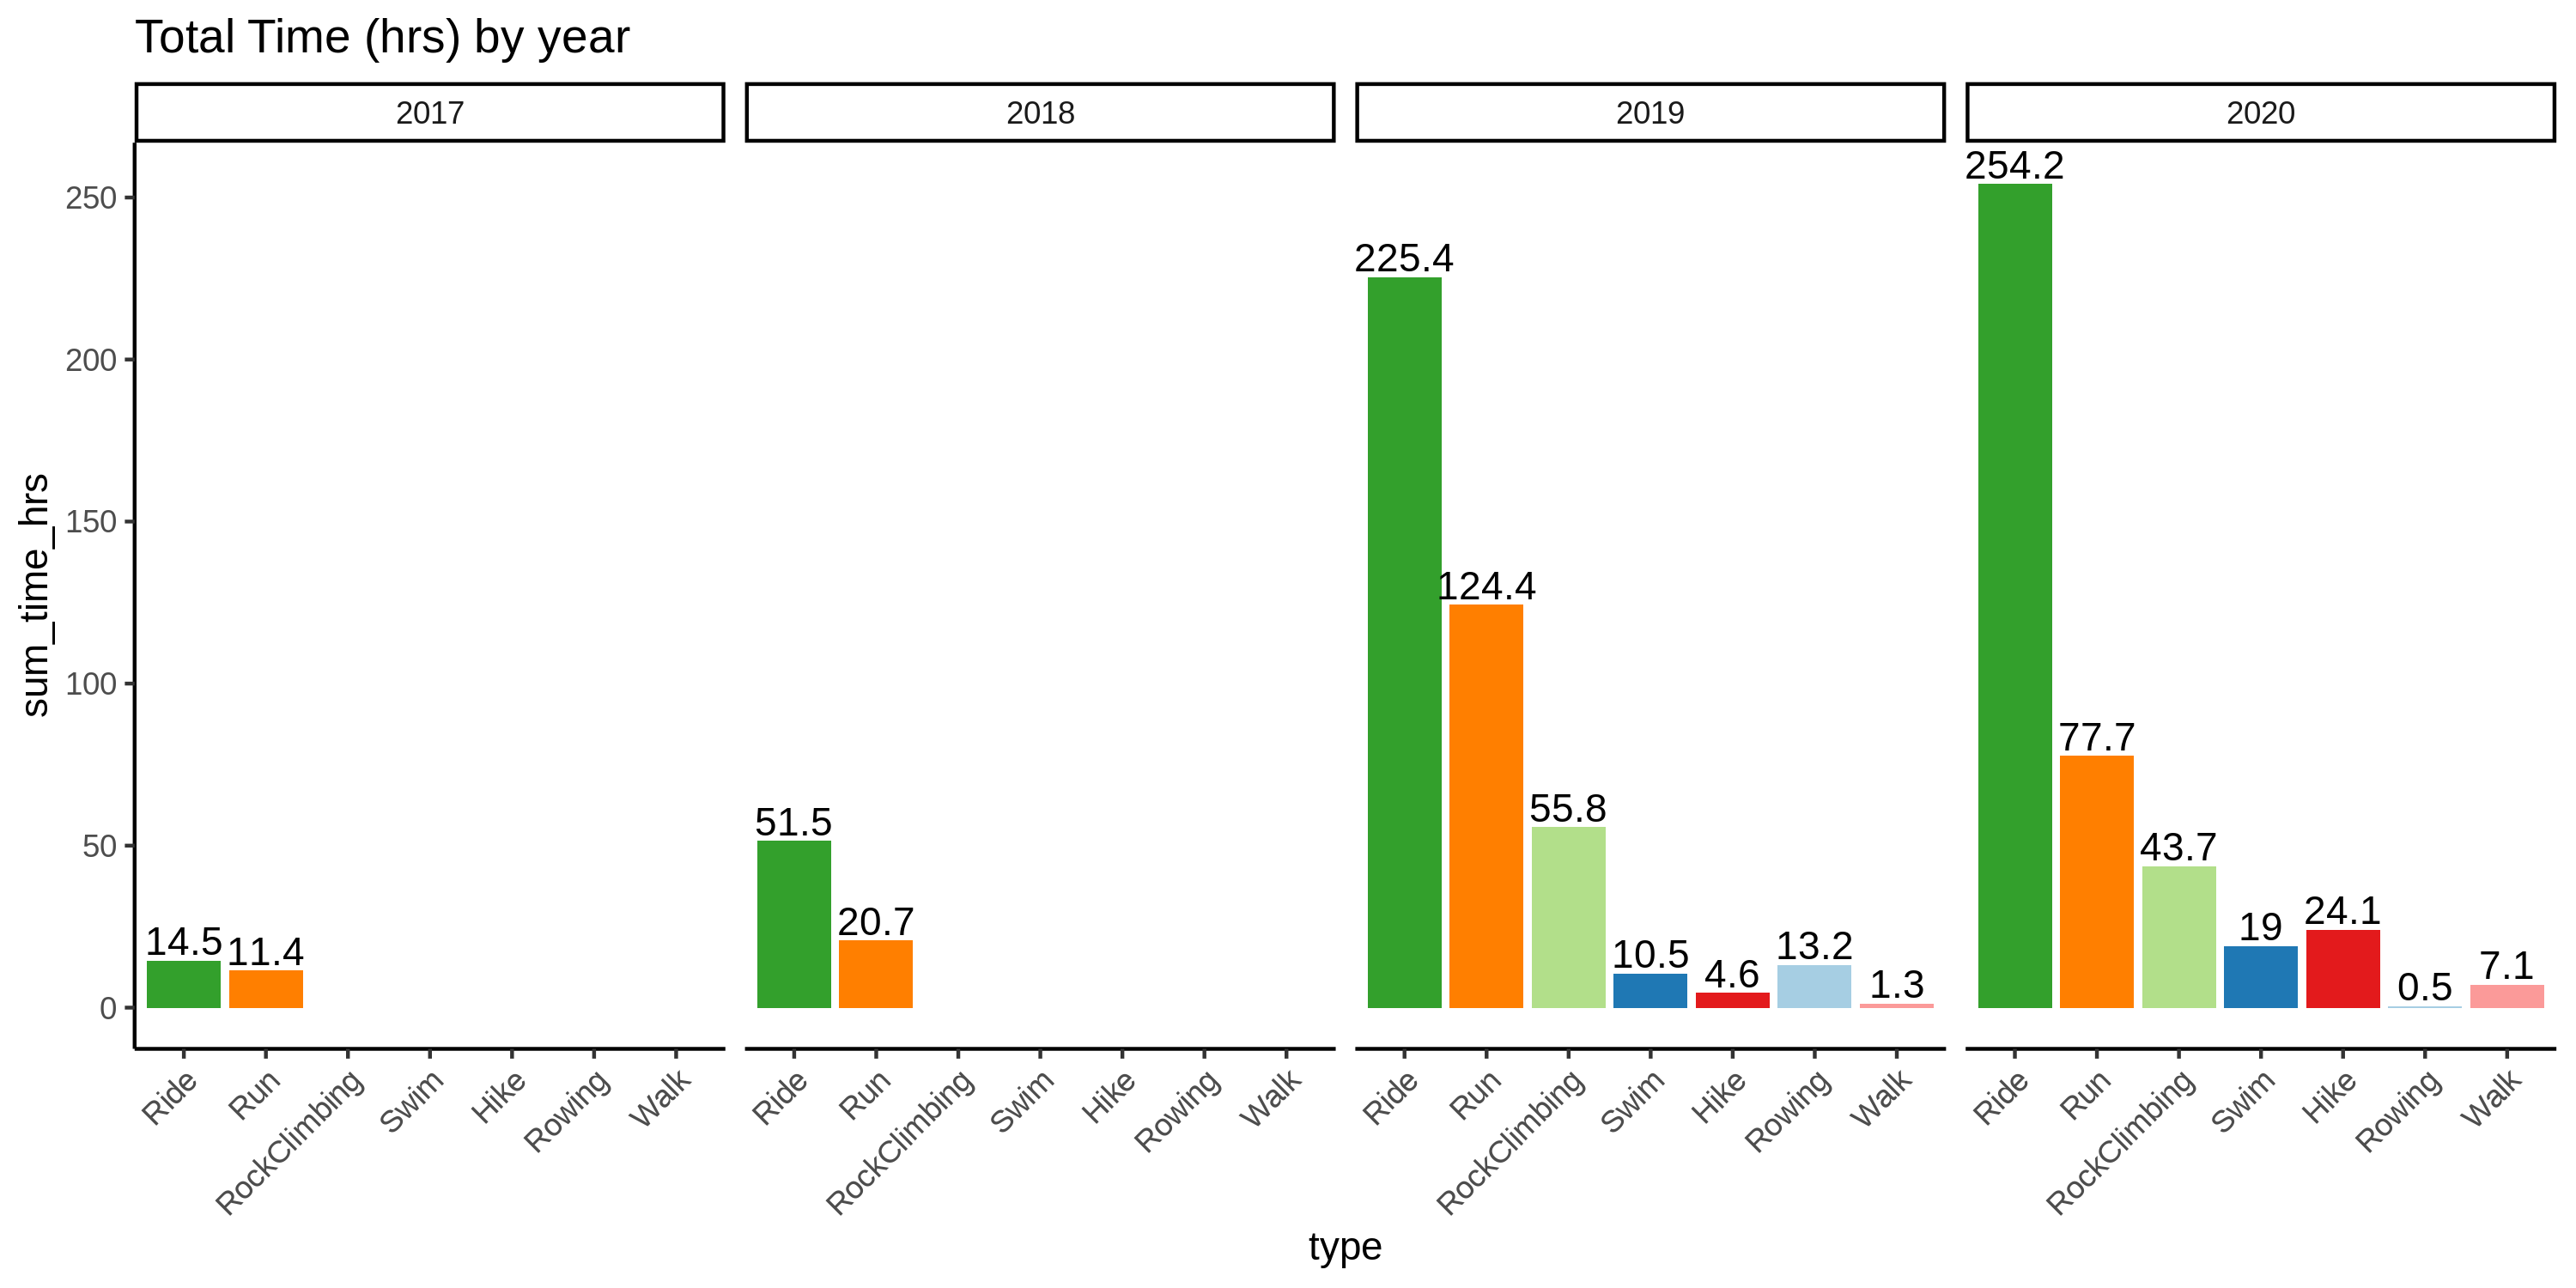 Total Time (hrs) by year
2017 2018 2019 2020
sum_time_hrs
250
200
150
100
50
0
14.5 11.4
51.5 20.7
225.4 124.4 55.8 10.5 4.6 13.2 1.3
254.2 77.7 43.7 19 24.1 0.5 7.1
Ride Run RockClimbing Swim Hike Rowing Walk
Ride Run RockClimbing Swim Hike Rowing Walk
Ride Run RockClimbing Swim Hike Rowing Walk
Ride Run RockClimbing Swim Hike Rowing Walk
type